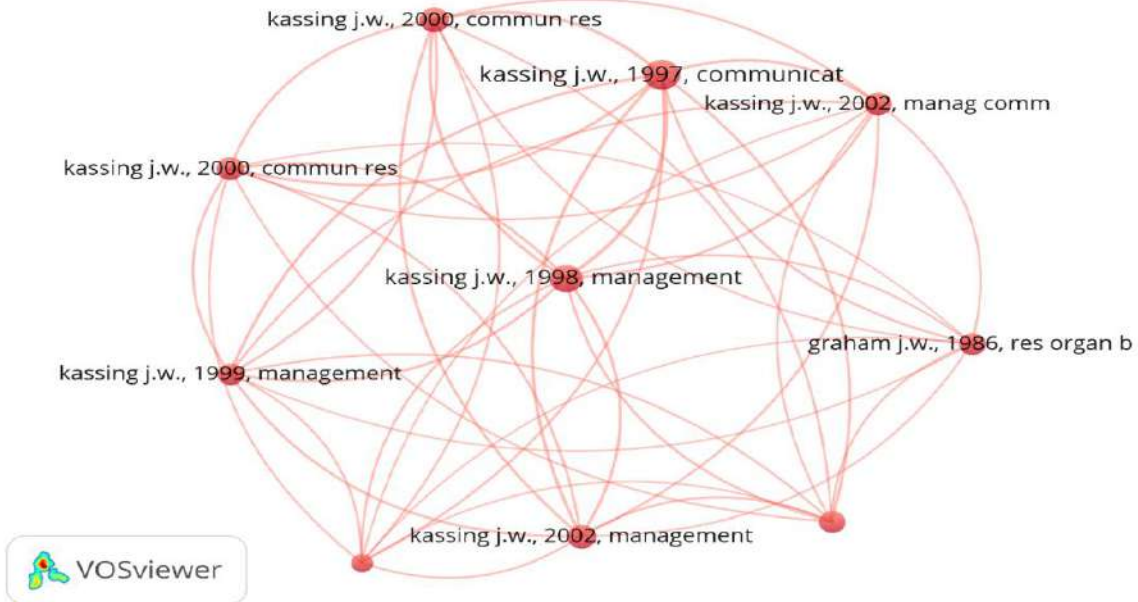 kassing j.w., 2000, commun res
kassing j.w., 1997, communicat
kassing j.w., 2002, manag comm
kassing j.w., 2000, commun res
kassing j.w., 1998, management
graham j.w., 1986, res organ b
kassing j.w., 1999, management
kassing j.w., 2002, management
VOSviewer